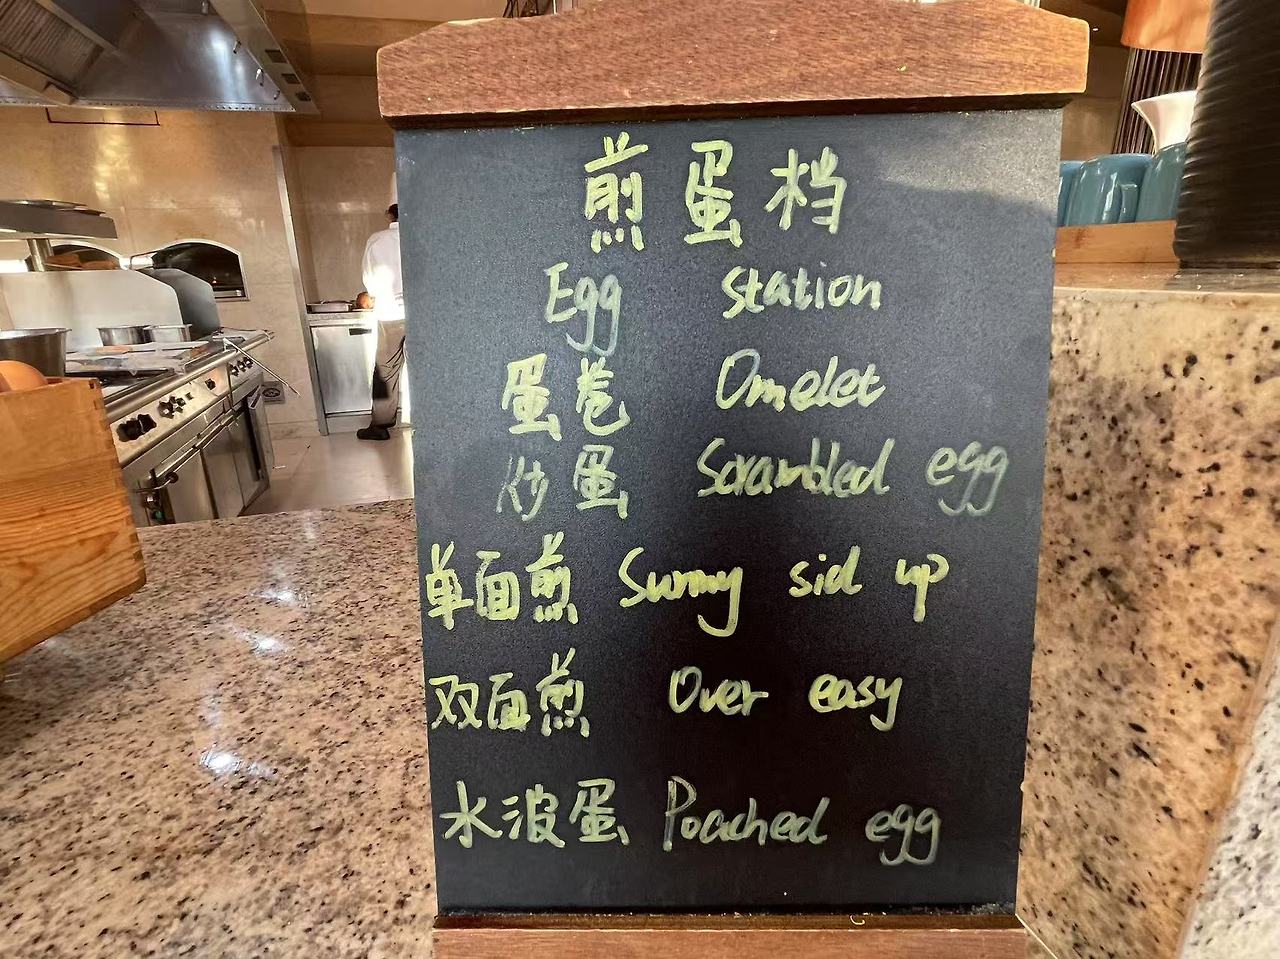 煎蛋档
Egg station
蛋卷 Omelet
炒蛋 Scrambled egg
单面煎 Sunny sid up
双面煎 Over easy
水波蛋 Poached egg